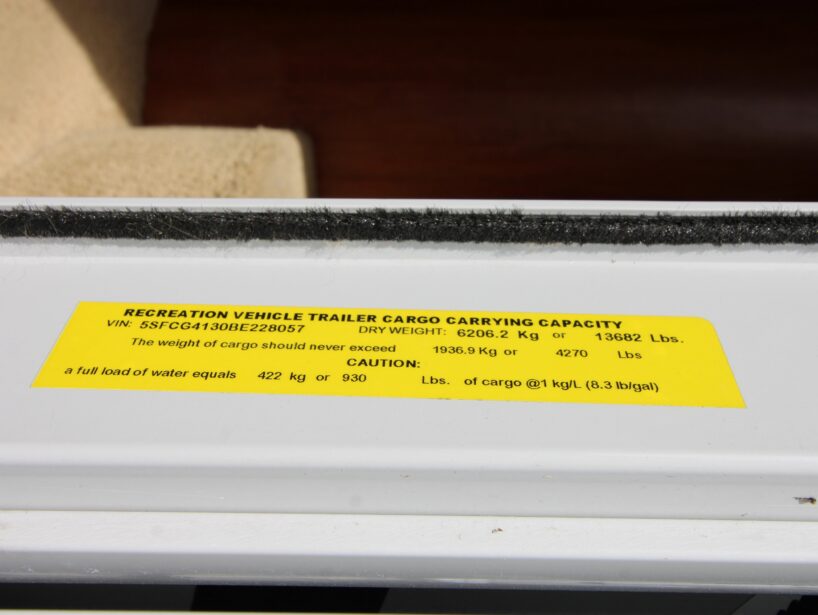 RECREATION VEHICLE TRAILER CARGO CARRYING CAPACITY
VIN: 5SFCG4130BE228057 DRY WEIGHT: 6206.2 Kg or 13682 Lbs.
The weight of cargo should never exceed 1936.9 Kg or 4270 Lbs
CAUTION:
a full load of water equals 422 kg or 930 Lbs. of cargo @1 kg/L (8.3 lb/gal)